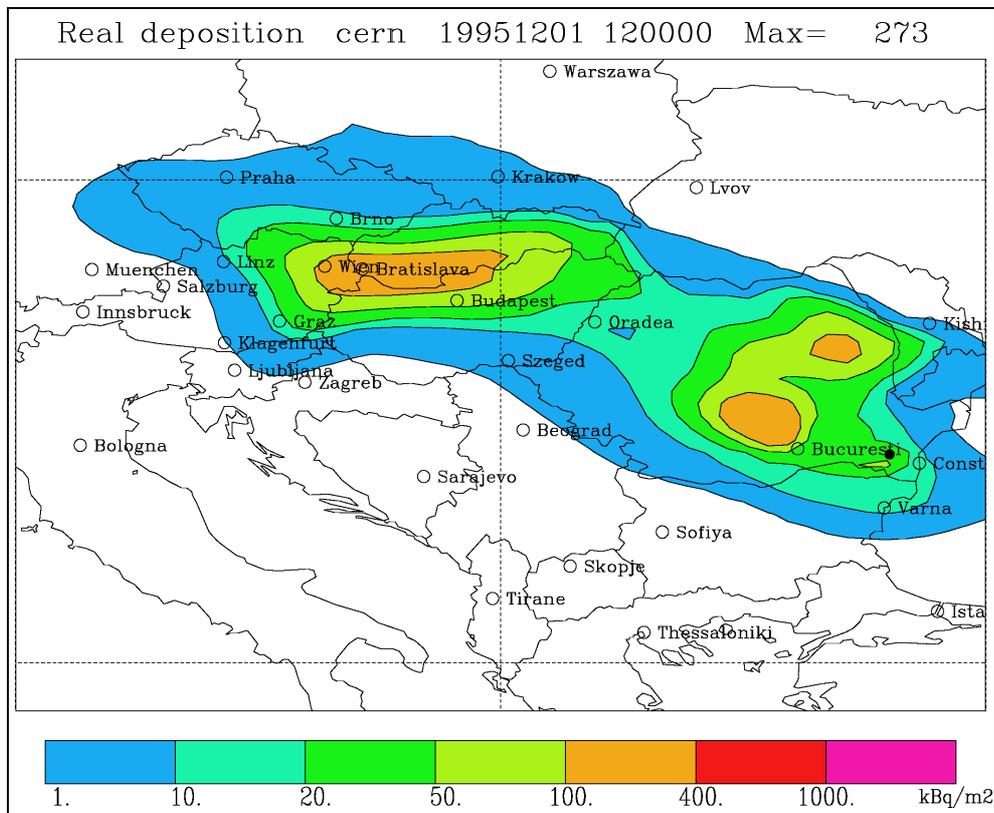 Real deposition cern 19951201 120000 Max= 273
Warszawa
Praha
Krakow
Lvov
Brno
Linz
Wien
Bratislava
Muenchen
Salzburg
Budapest
Innsbruck
Graz
Oradea
Kish
Klagenfurt
Szeged
Ljubljana
Zagreb
Beograd
Bologna
Bucuresti
Const
Sarajevo
Varna
Sofiya
Skopje
Tirane
Ista
Thessaloniki
1. 10. 20. 50. 100. 400. 1000. kBq/m2